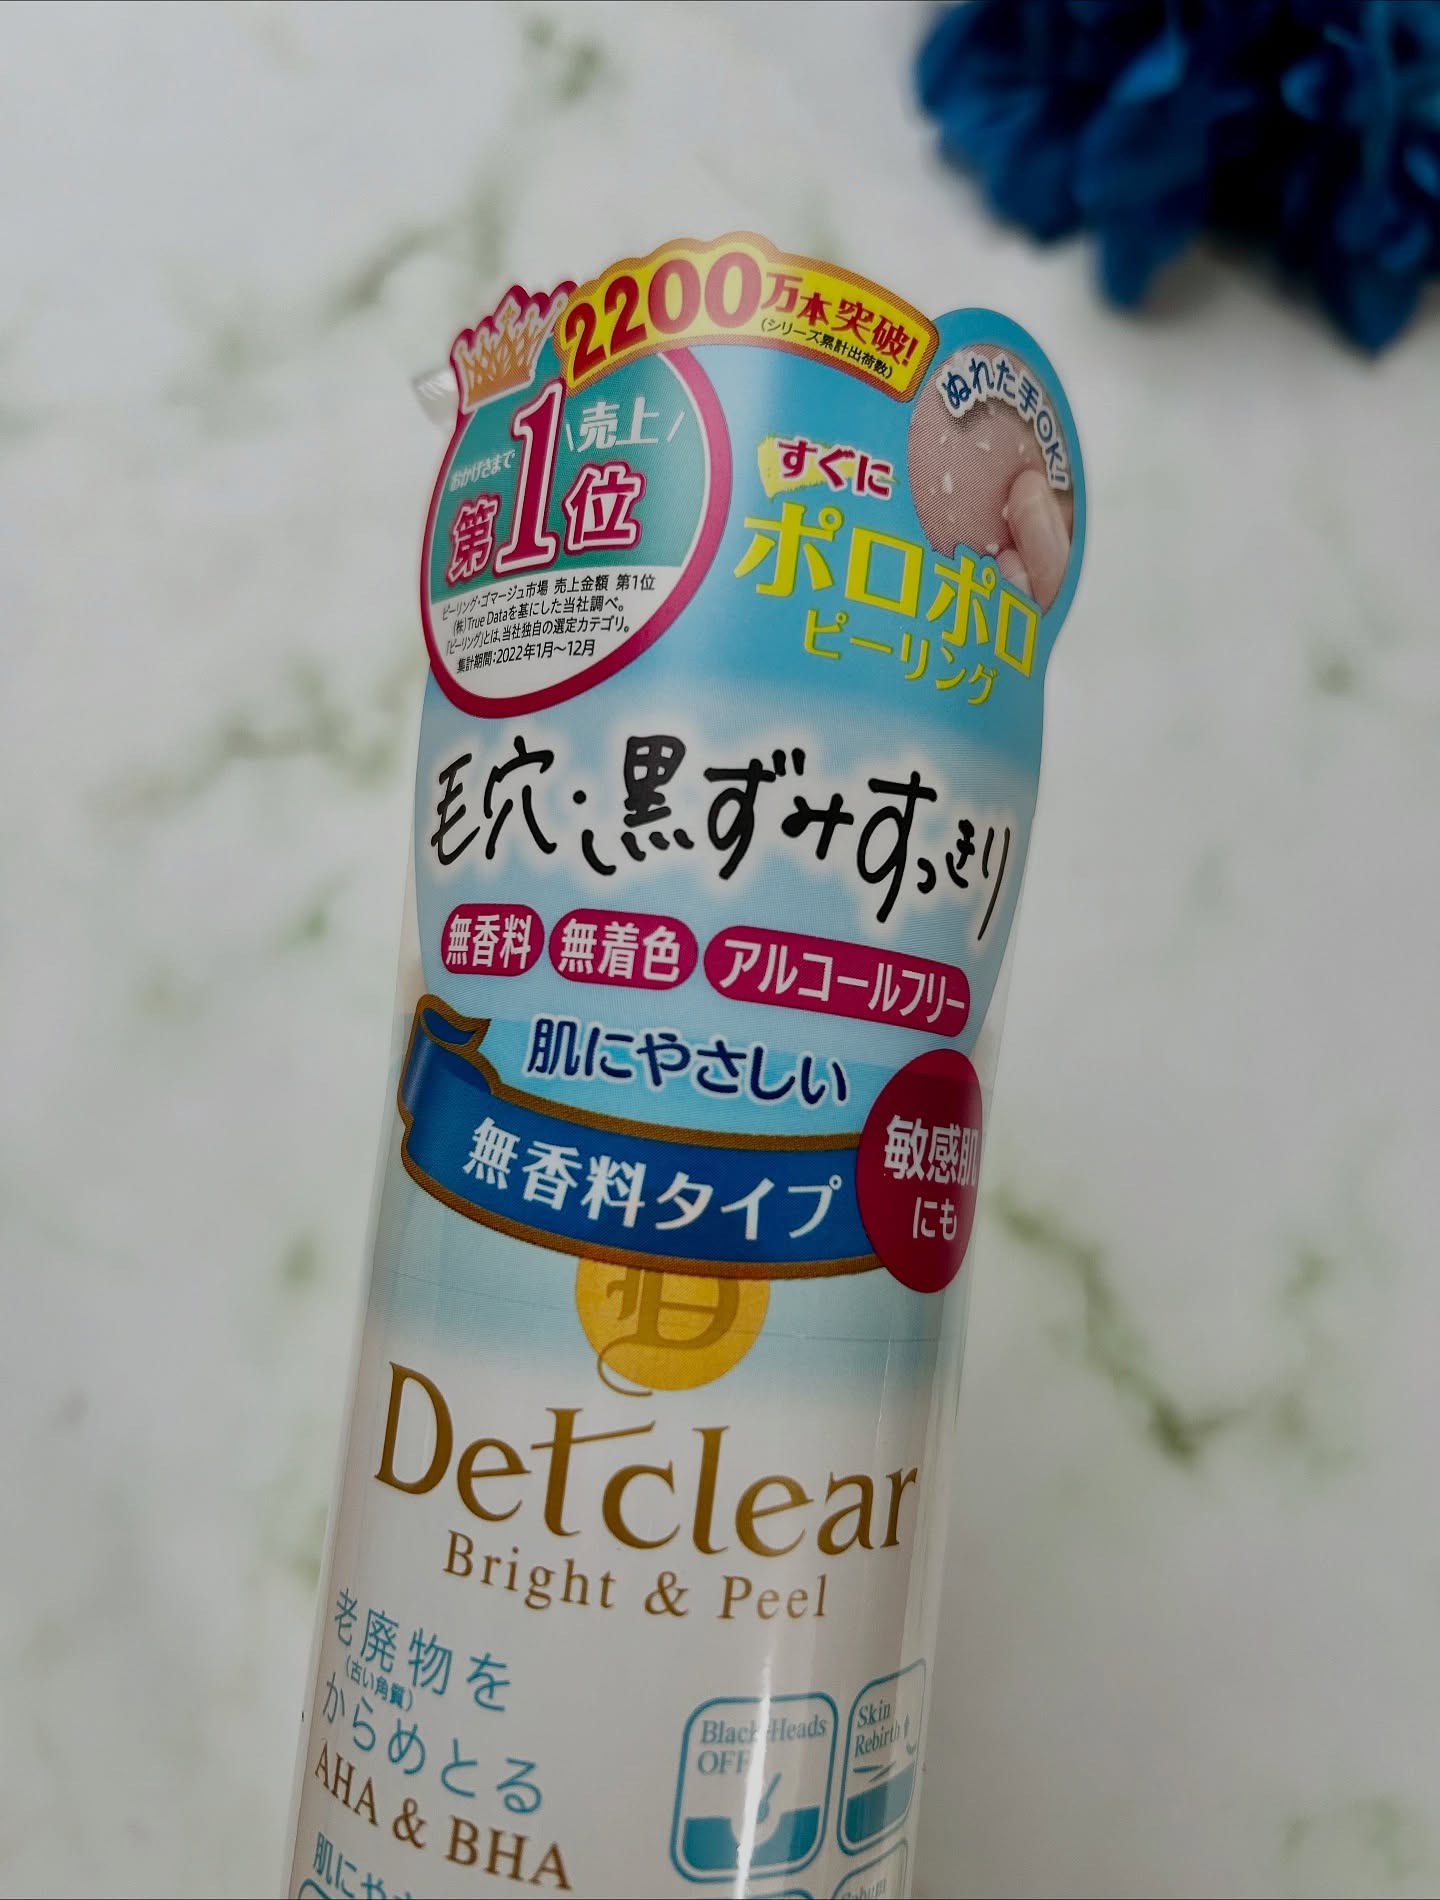 2200万本突破!
(シリーズ累計出荷数)
ぬれた手OK!!
\売上/
おかげさまで
第1位
ピーリング・ゴマージュ市場 売上金額 第1位
(株)True Dataを基にした当社調べ。
「ピーリング」とは、当社独自の選定カテゴリ。
集計期間:2022年1月〜12月
すぐに
ポロポロ
ピーリング
毛穴・黒ずみすっきり
無香料 無着色 アルコールフリー
肌にやさしい
無香料タイプ
敏感肌
にも
D
Detclear
Bright & Peel
老廃物を
(古い角質)
からめとる
AHA & BHA
肌にやさ
Black Heads
OFF
Skin
Rebirth
Sebum